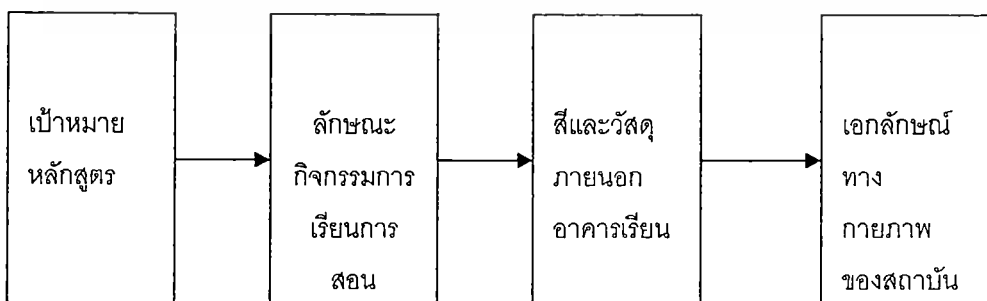 เป้าหมาย
หลักสูตร
ลักษณะ
กิจกรรมการ
เรียนการ
สอน
สีและวัสดุ
ภายนอก
อาคารเรียน
เอกลักษณ์
ทาง
กายภาพ
ของสถาบัน